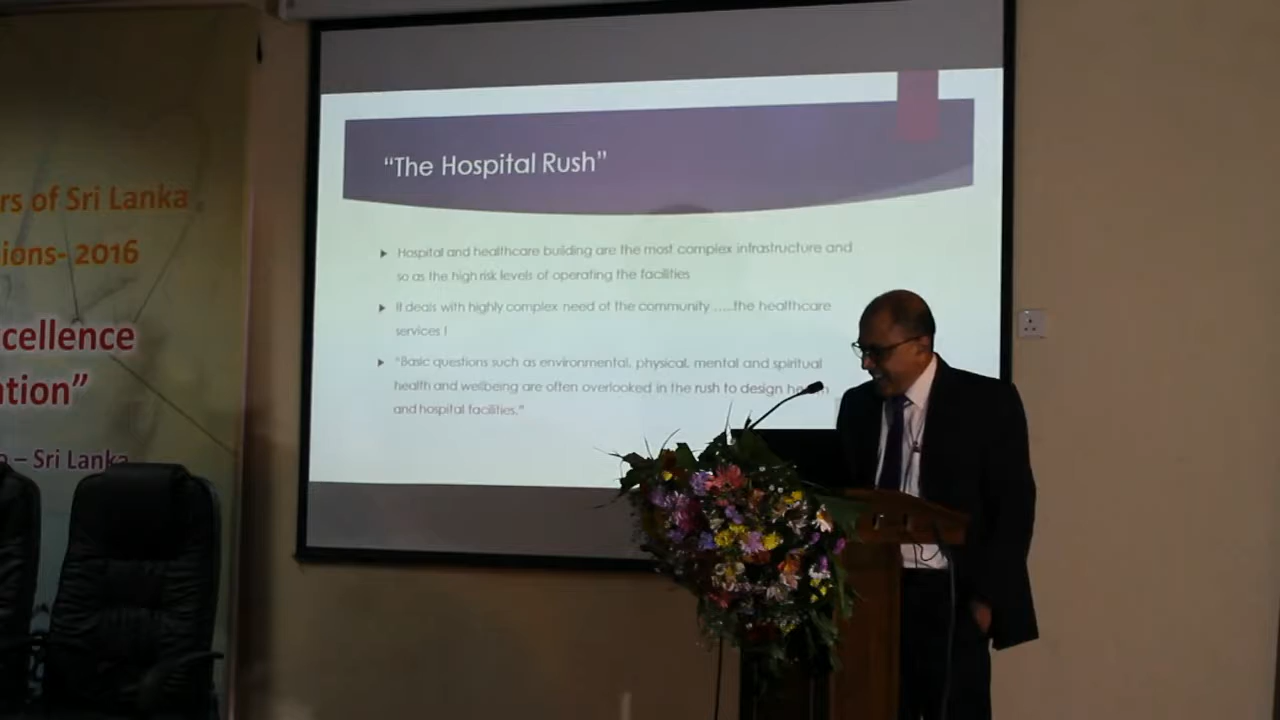 rs of Sri Lanka
ions- 2016
cellence
ation”
– Sri Lanka
“The Hospital Rush”
Hospital and healthcare building are the most complex infrastructure and
so as the high risk levels of operating the facilities
It deals with highly complex need of the community .....the healthcare
services !
“Basic questions such as environmental, physical, mental and spiritual
health and wellbeing are often overlooked in the rush to design health
and hospital facilities.”